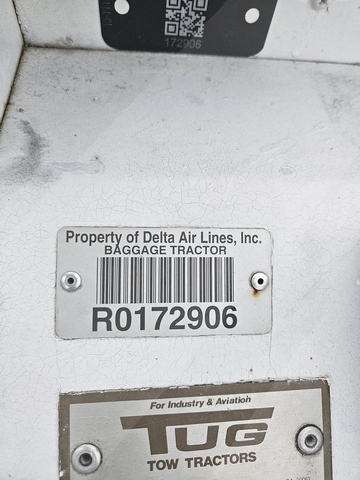 172906
Property of Delta Air Lines, Inc.
BAGGAGE TRACTOR
R0172906
For Industry & Aviation
TUG
TOW TRACTORS